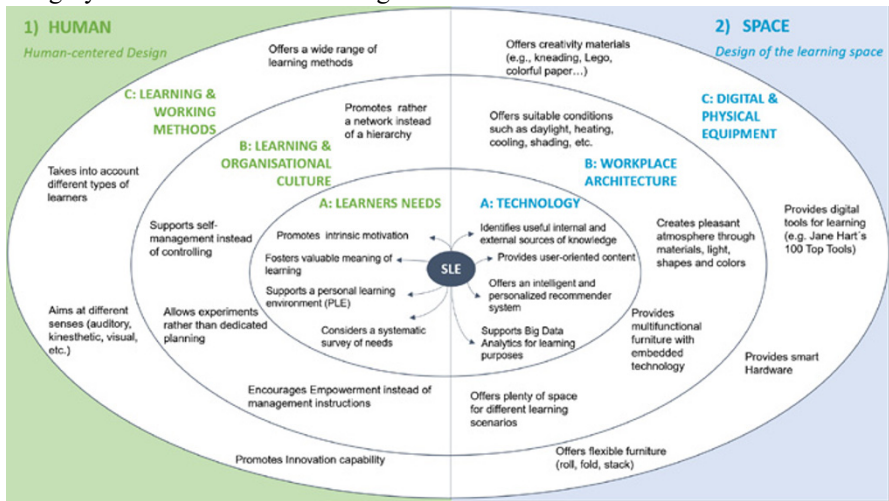 1) HUMAN
Human-centered Design
2) SPACE
Design of the learning space
Offers a wide range of
learning methods
Offers creativity materials
(e.g., kneading, Lego,
colorful paper…)
C: LEARNING &
WORKING
METHODS
C: DIGITAL &
PHYSICAL
EQUIPMENT
Promotes rather
a network instead
of a hierarchy
Offers suitable conditions
such as daylight, heating,
cooling, shading, etc.
B: LEARNING &
ORGANISATIONAL
CULTURE
B: WORKPLACE
ARCHITECTURE
Takes into account
different types of
learners
A: LEARNERS NEEDS
A: TECHNOLOGY
Supports self-
management instead
of controlling
Promotes intrinsic motivation
Identifies useful internal and
external sources of knowledge
Creates pleasant
atmosphere through
materials, light,
shapes and colors
Provides digital
tools for learning
(e.g. Jane Hart´s
100 Top Tools)
Fosters valuable meaning of
learning
SLE
Provides user-oriented content
Supports a personal learning
environment (PLE)
Offers an intelligent and
personalized recommender
system
Aims at different
senses (auditory,
kinesthetic, visual,
etc.)
Allows experiments
rather than dedicated
planning
Considers a systematic
survey of needs
Supports Big Data
Analytics for learning
purposes
Provides
multifunctional
furniture with
embedded
technology
Provides smart
Hardware
Encourages Empowerment instead of
management instructions
Offers plenty of space
for different learning
scenarios
Promotes Innovation capability
Offers flexible furniture
(roll, fold, stack)